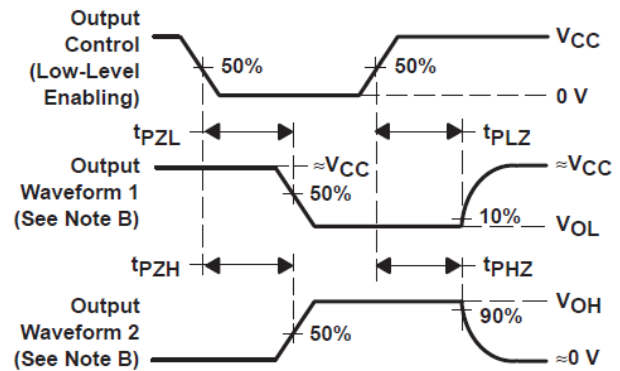 Output
Control
(Low-Level
Enabling)
50%
50%
VCC
0 V
tPZL
tPLZ
Output
Waveform 1
(See Note B)
≈VCC
50%
≈VCC
10%
VOL
tPZH
tPHZ
Output
Waveform 2
(See Note B)
50%
VOH
90%
≈0 V